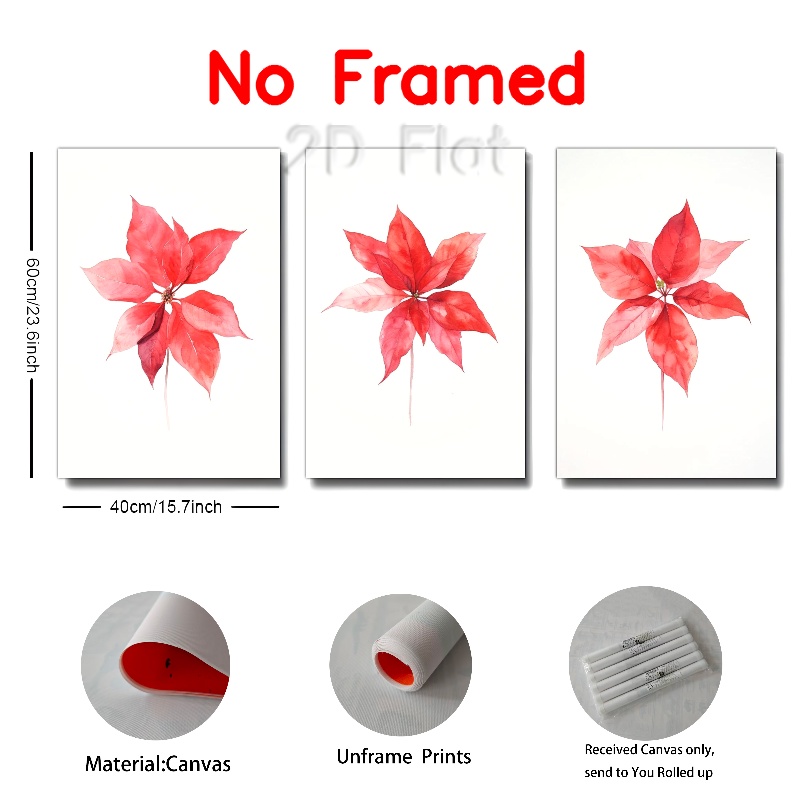 No Framed
2D Flat
60cm/23.6inch
40cm/15.7inch
Material:Canvas
Unframe Prints
Received Canvas only,
send to You Rolled up